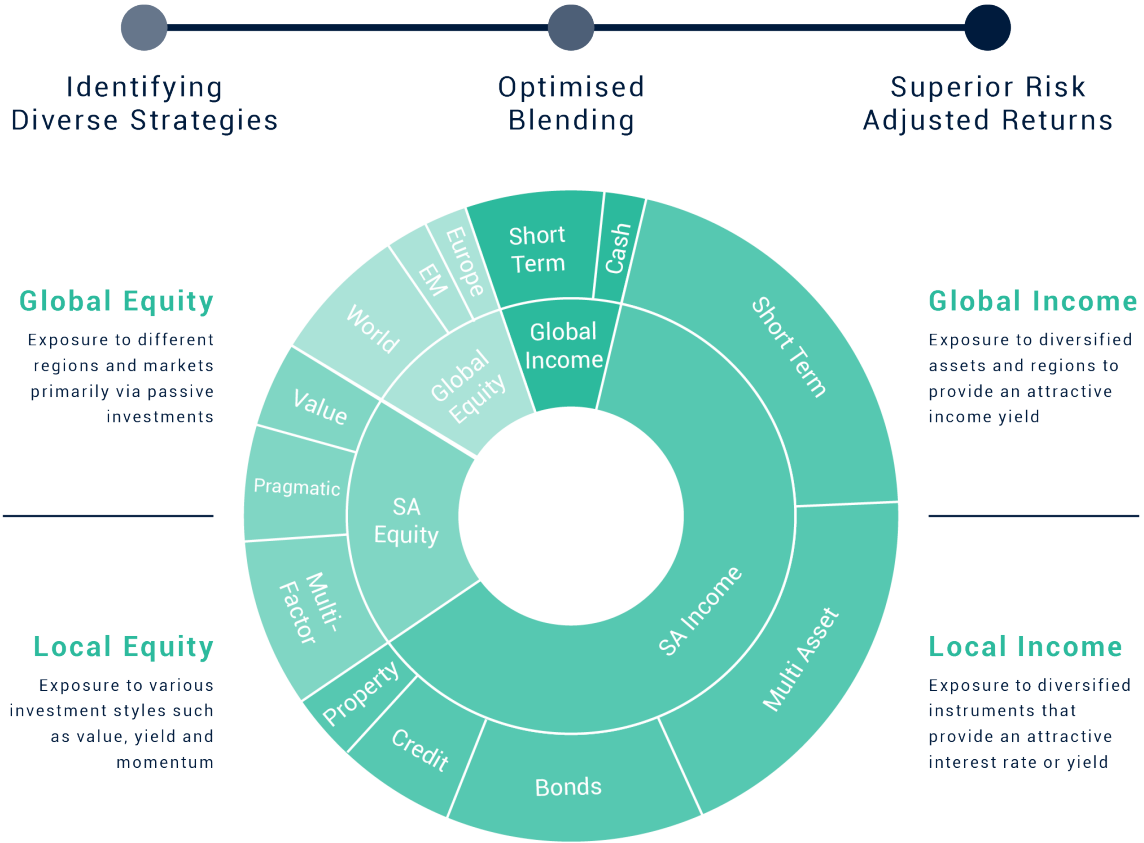 Identifying
Diverse Strategies
Optimised
Blending
Superior Risk
Adjusted Returns
Global Equity
Exposure to different
regions and markets
primarily via passive
investments
Local Equity
Exposure to various
investment styles such
as value, yield and
momentum
Short
Term
Cash
Europe
EM
World
Value
Pragmatic
Multi-
Factor
Property
Credit
Bonds
Multi Asset
Short Term
Global
Income
Global
Equity
SA
Equity
SA Income
Global Income
Exposure to diversified
assets and regions to
provide an attractive
income yield
Local Income
Exposure to diversified
instruments that
provide an attractive
interest rate or yield